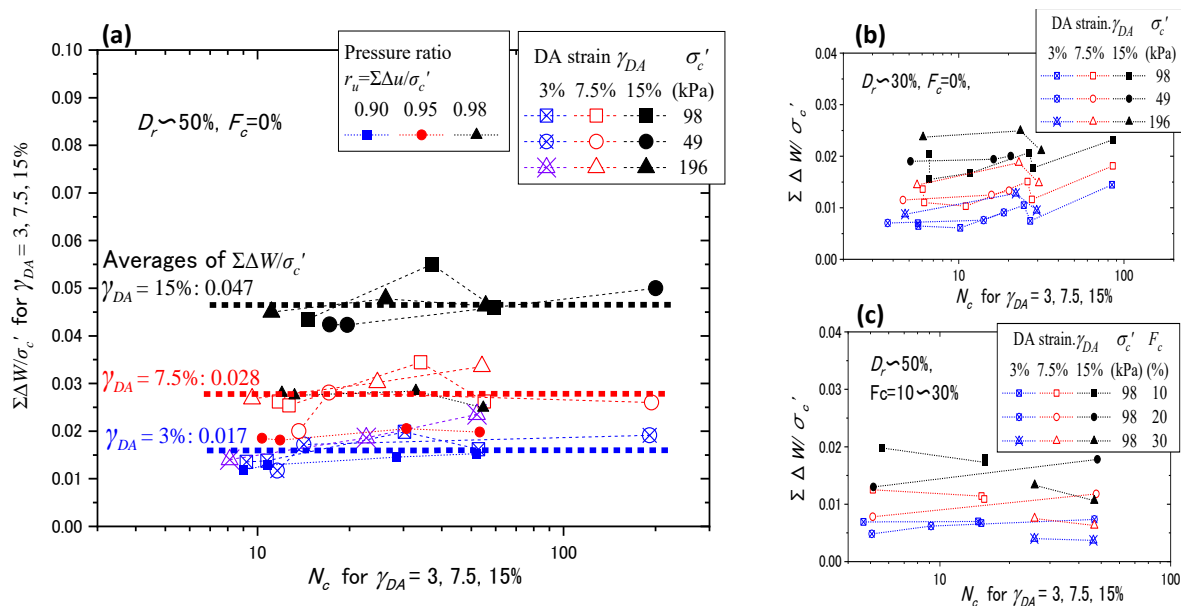 (a)
Pressure ratio
r_u=ΣΔu/σ_c'
0.90 0.95 0.98
DA strain γ_DA σ_c'
3% 7.5% 15% (kPa)
98
49
196
D_r∽50%, F_c=0%
Averages of ΣΔW/σ_c'
γ_DA = 15%: 0.047
γ_DA = 7.5%: 0.028
γ_DA = 3%: 0.017
0.10
0.09
0.08
0.07
0.06
0.05
0.04
0.03
0.02
0.01
0.00
ΣΔW/σ_c' for γ_DA = 3, 7.5, 15%
10 100
N_c for γ_DA = 3, 7.5, 15%
(b)
DA strain.γ_DA σ_c'
3% 7.5% 15% (kPa)
98
49
196
D_r∽30%, F_c=0%,
0.04
0.03
0.02
0.01
0.00
Σ ΔW/σ_c'
10 100
N_c for γ_DA = 3, 7.5, 15%
(c)
DA strain.γ_DA σ_c' F_c
3% 7.5% 15% (kPa) (%)
98 10
98 20
98 30
D_r∽50%,
Fc=10∽30%
0.04
0.03
0.02
0.01
0.00
Σ ΔW/σ_c'
10 100
N_c for γ_DA = 3, 7.5, 15%